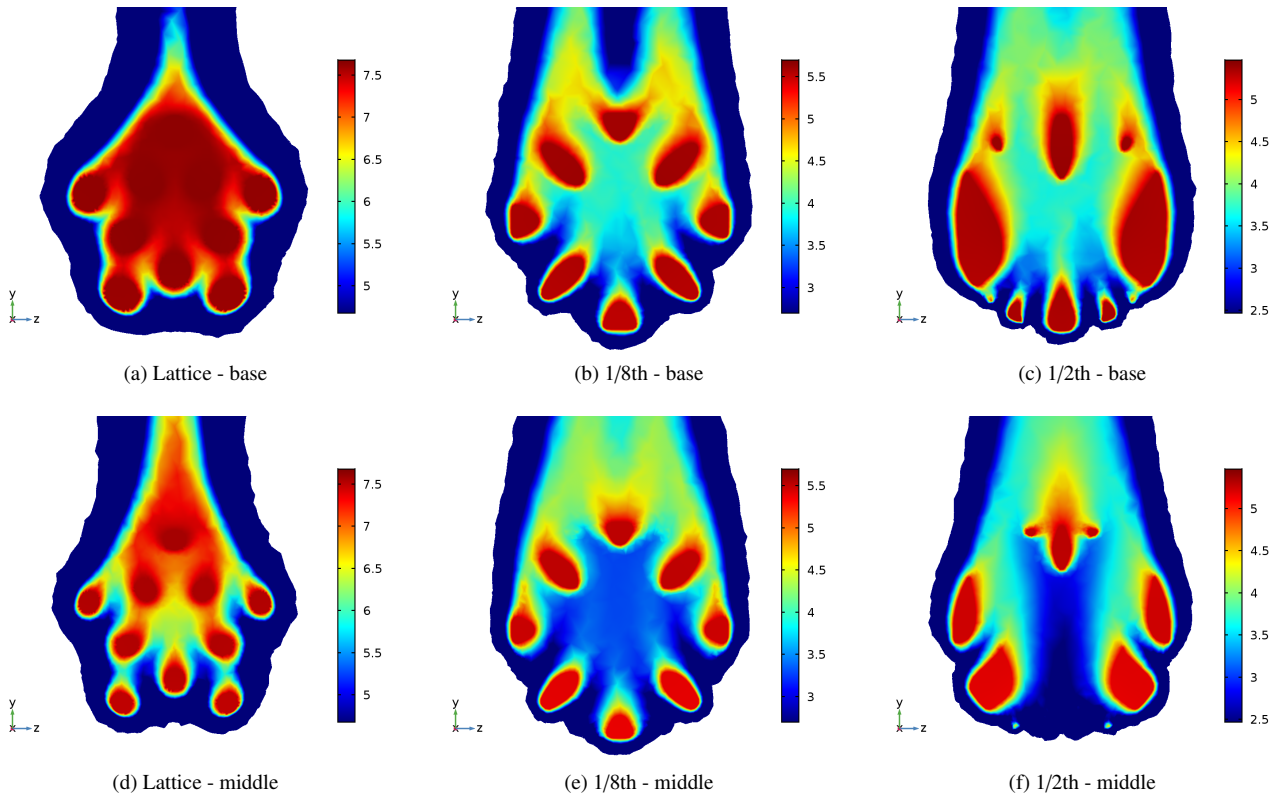 7.5
7
6.5
6
5.5
5
y
x
z
(a) Lattice - base
5.5
5
4.5
4
3.5
3
y
x
z
(b) 1/8th - base
5
4.5
4
3.5
3
2.5
y
x
z
(c) 1/2th - base
7.5
7
6.5
6
5.5
5
y
x
z
(d) Lattice - middle
5.5
5
4.5
4
3.5
3
y
x
z
(e) 1/8th - middle
5
4.5
4
3.5
3
2.5
y
x
z
(f) 1/2th - middle